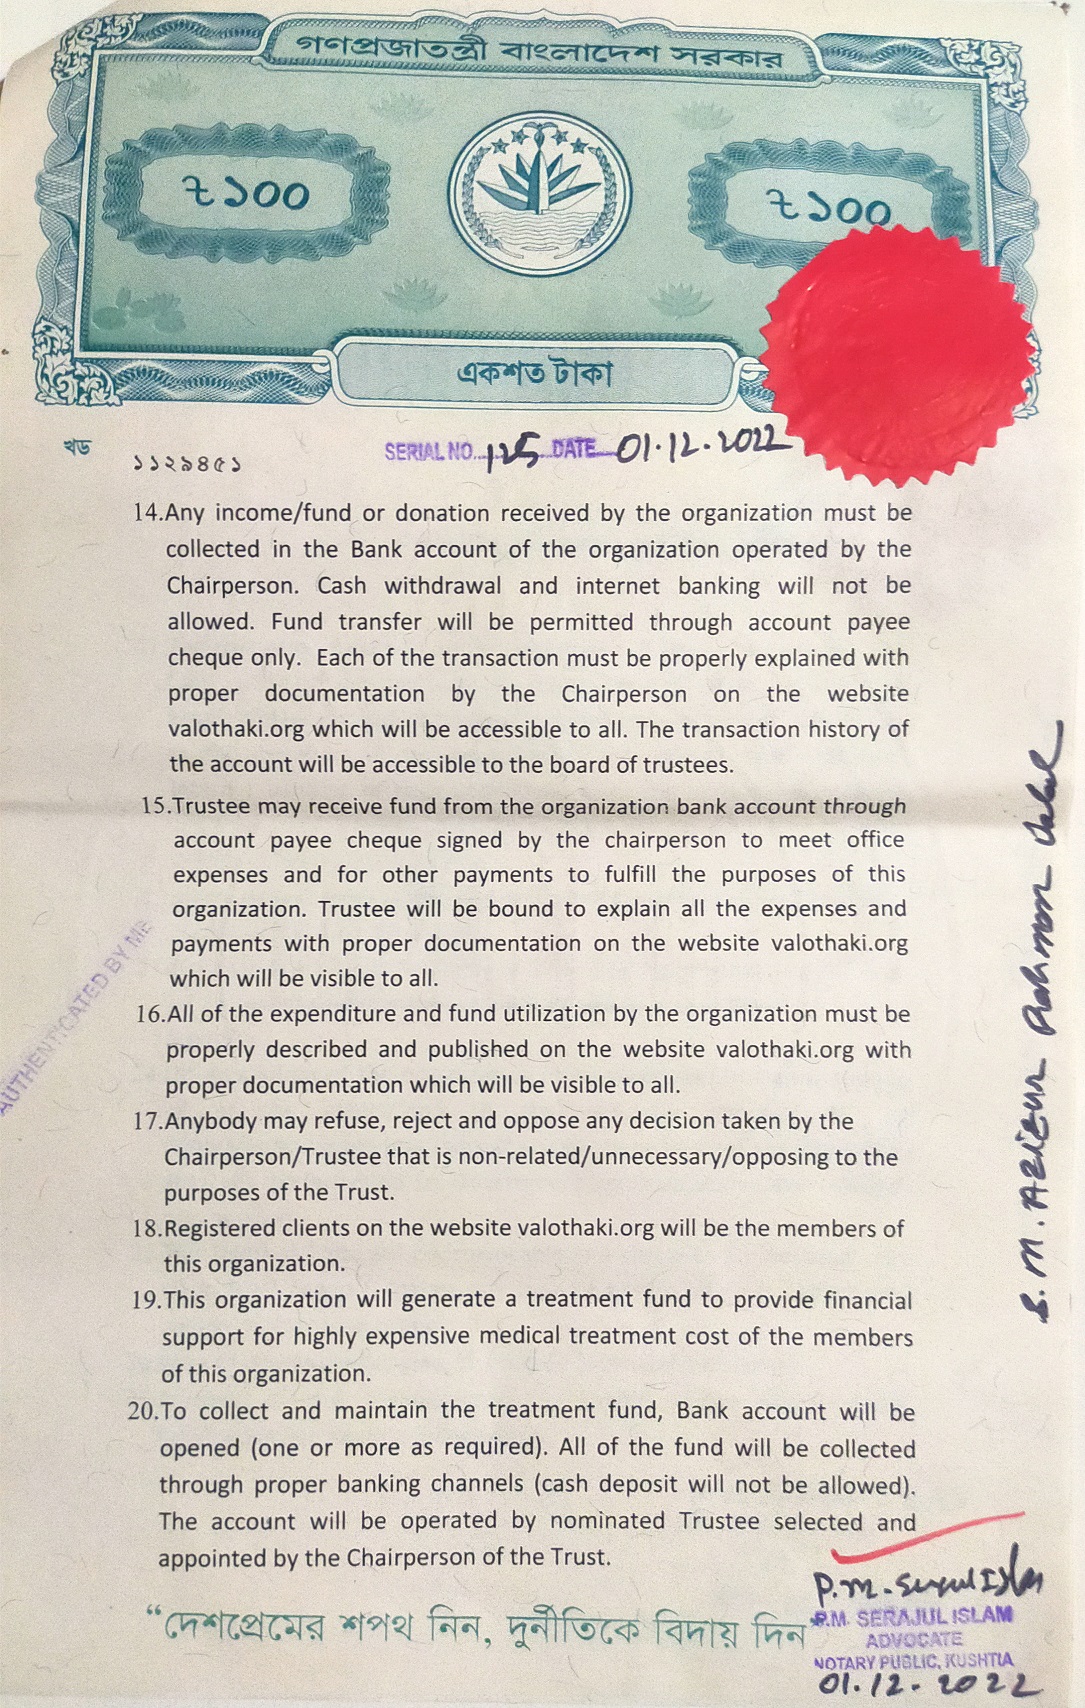 গণপ্রজাতন্ত্রী বাংলাদেশ সরকার
৳১০০
৳১০০
একশত টাকা
খড ১১২৯৪৫১
SERIAL NO. 125 DATE 01.12.2022
14.Any income/fund or donation received by the organization must be
collected in the Bank account of the organization operated by the
Chairperson. Cash withdrawal and internet banking will not be
allowed. Fund transfer will be permitted through account payee
cheque only. Each of the transaction must be properly explained with
proper documentation by the Chairperson on the website
valothaki.org which will be accessible to all. The transaction history of
the account will be accessible to the board of trustees.
15.Trustee may receive fund from the organization bank account through
account payee cheque signed by the chairperson to meet office
expenses and for other payments to fulfill the purposes of this
organization. Trustee will be bound to explain all the expenses and
payments with proper documentation on the website valothaki.org
which will be visible to all.
16.All of the expenditure and fund utilization by the organization must be
properly described and published on the website valothaki.org with
proper documentation which will be visible to all.
17.Anybody may refuse, reject and oppose any decision taken by the
Chairperson/Trustee that is non-related/unnecessary/opposing to the
purposes of the Trust.
18.Registered clients on the website valothaki.org will be the members of
this organization.
19.This organization will generate a treatment fund to provide financial
support for highly expensive medical treatment cost of the members
of this organization.
20.To collect and maintain the treatment fund, Bank account will be
opened (one or more as required). All of the fund will be collected
through proper banking channels (cash deposit will not be allowed).
The account will be operated by nominated Trustee selected and
appointed by the Chairperson of the Trust.
AUTHENTICATED BY ME
S. M. Azizur Rahman
“দেশপ্রেমের শপথ নিন, দুর্নীতিকে বিদায় দিন”
P.M. Serajul Islam
P.M. SERAJUL ISLAM
ADVOCATE
NOTARY PUBLIC, KUSHTIA
01.12.2022